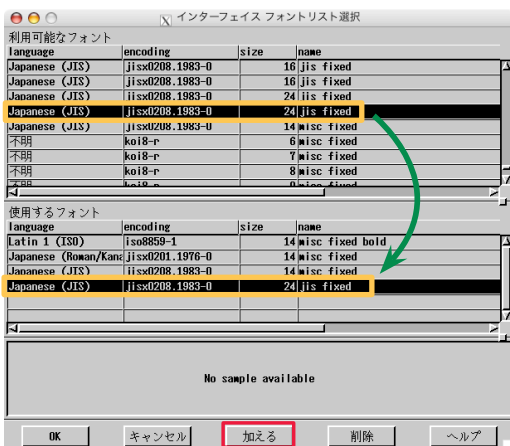 インターフェイス フォントリスト選択
利用可能なフォント
language encoding size name
Japanese (JIS) jisx0208.1983-0 16 jis fixed
Japanese (JIS) jisx0208.1983-0 16 jis fixed
Japanese (JIS) jisx0208.1983-0 24 jis fixed
Japanese (JIS) jisx0208.1983-0 24 jis fixed
Japanese (JIS) jisx0208.1983-0 14 misc fixed
不明 koi8-r 6 misc fixed
不明 koi8-r 7 misc fixed
不明 koi8-r 8 misc fixed
使用するフォント
language encoding size name
Latin 1 (ISO) iso8859-1 14 misc fixed bold
Japanese (Roman/Kana jisx0201.1976-0 14 misc fixed
Japanese (JIS) jisx0208.1983-0 14 misc fixed
Japanese (JIS) jisx0208.1983-0 24 jis fixed
No sample available
OK キャンセル 加える 削除 ヘルプ